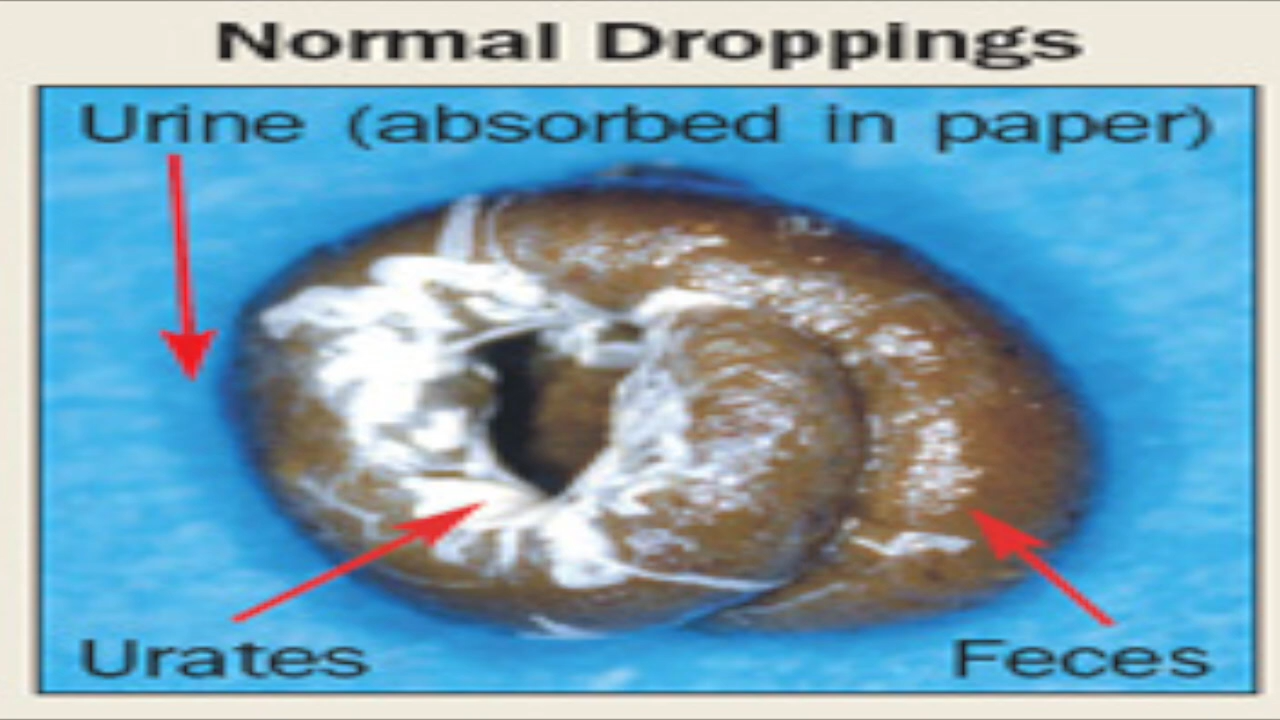 Normal Droppings
Urine (absorbed in paper)
Urates
Feces